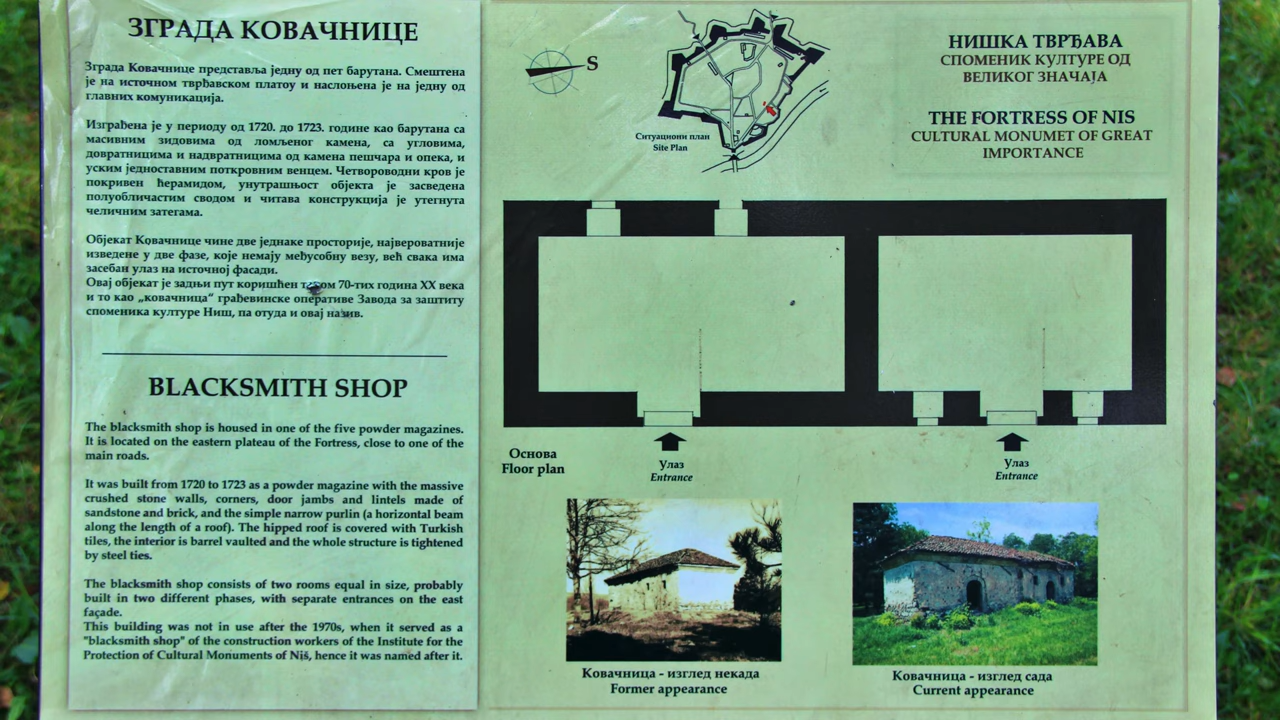 ЗГРАДА КОВАЧНИЦЕ
Зграда Ковачнице представља једну од пет барутана. Смештена
је на источном тврђавском платоу и наслоњена је на једну од
главних комуникација.
Изграђена је у периоду од 1720. до 1723. године као барутана са
масивним зидовима од ломљеног камена, са угловима,
довратницима и надвратницима од камена пешчара и опека, и
уским једноставним поткровним венцем. Четвороводни кров је
покривен ћерамидом, унутрашњост објекта је засведена
полуобличастим сводом и читава конструкција је утегнута
челичним затегама.
Објекат Ковачнице чине две једнаке просторије, највероватније
изведене у две фазе, које немају међусобну везу, већ свака има
засебан улаз на источној фасади.
Овај објекат је задњи пут коришћен 70-тих година XX века
и то као „ковачница“ грађевинске оперативе Завода за заштиту
споменика културе Ниш, па отуда и овај назив.
BLACKSMITH SHOP
The blacksmith shop is housed in one of the five powder magazines.
It is located on the eastern plateau of the Fortress, close to one of the
main roads.
It was built from 1720 to 1723 as a powder magazine with the massive
crushed stone walls, corners, door jambs and lintels made of
sandstone and brick, and the simple narrow purlin (a horizontal beam
along the length of a roof). The hipped roof is covered with Turkish
tiles, the interior is barrel vaulted and the whole structure is tightened
by steel ties.
The blacksmith shop consists of two rooms equal in size, probably
built in two different phases, with separate entrances on the east
façade.
This building was not in use after the 1970s, when it served as a
"blacksmith shop" of the construction workers of the Institute for the
Protection of Cultural Monuments of Niš, hence it was named after it.
S
Ситуациони план
Site Plan
НИШКА ТВРЂАВА
СПОМЕНИК КУЛТУРЕ ОД
ВЕЛИКОГ ЗНАЧАЈА
THE FORTRESS OF NIS
CULTURAL MONUMET OF GREAT
IMPORTANCE
Основа
Floor plan
Улаз
Entrance
Улаз
Entrance
Ковачница - изглед некада
Former appearance
Ковачница - изглед сада
Current appearance